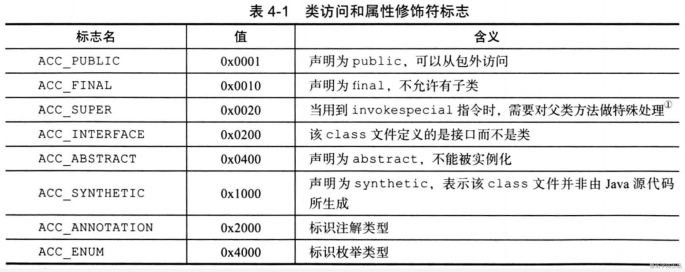 表 4-1 类访问和属性修饰符标志
标志名 值 含义
ACC_PUBLIC 0x0001 声明为 public，可以从包外访问
ACC_FINAL 0x0010 声明为 final，不允许有子类
ACC_SUPER 0x0020 当用到 invokespecial 指令时，需要对父类方法做特殊处理①
ACC_INTERFACE 0x0200 该 class 文件定义的是接口而不是类
ACC_ABSTRACT 0x0400 声明为 abstract，不能被实例化
ACC_SYNTHETIC 0x1000 声明为 synthetic，表示该 class 文件并非由 Java 源代码
所生成
ACC_ANNOTATION 0x2000 标识注解类型
ACC_ENUM 0x4000 标识枚举类型